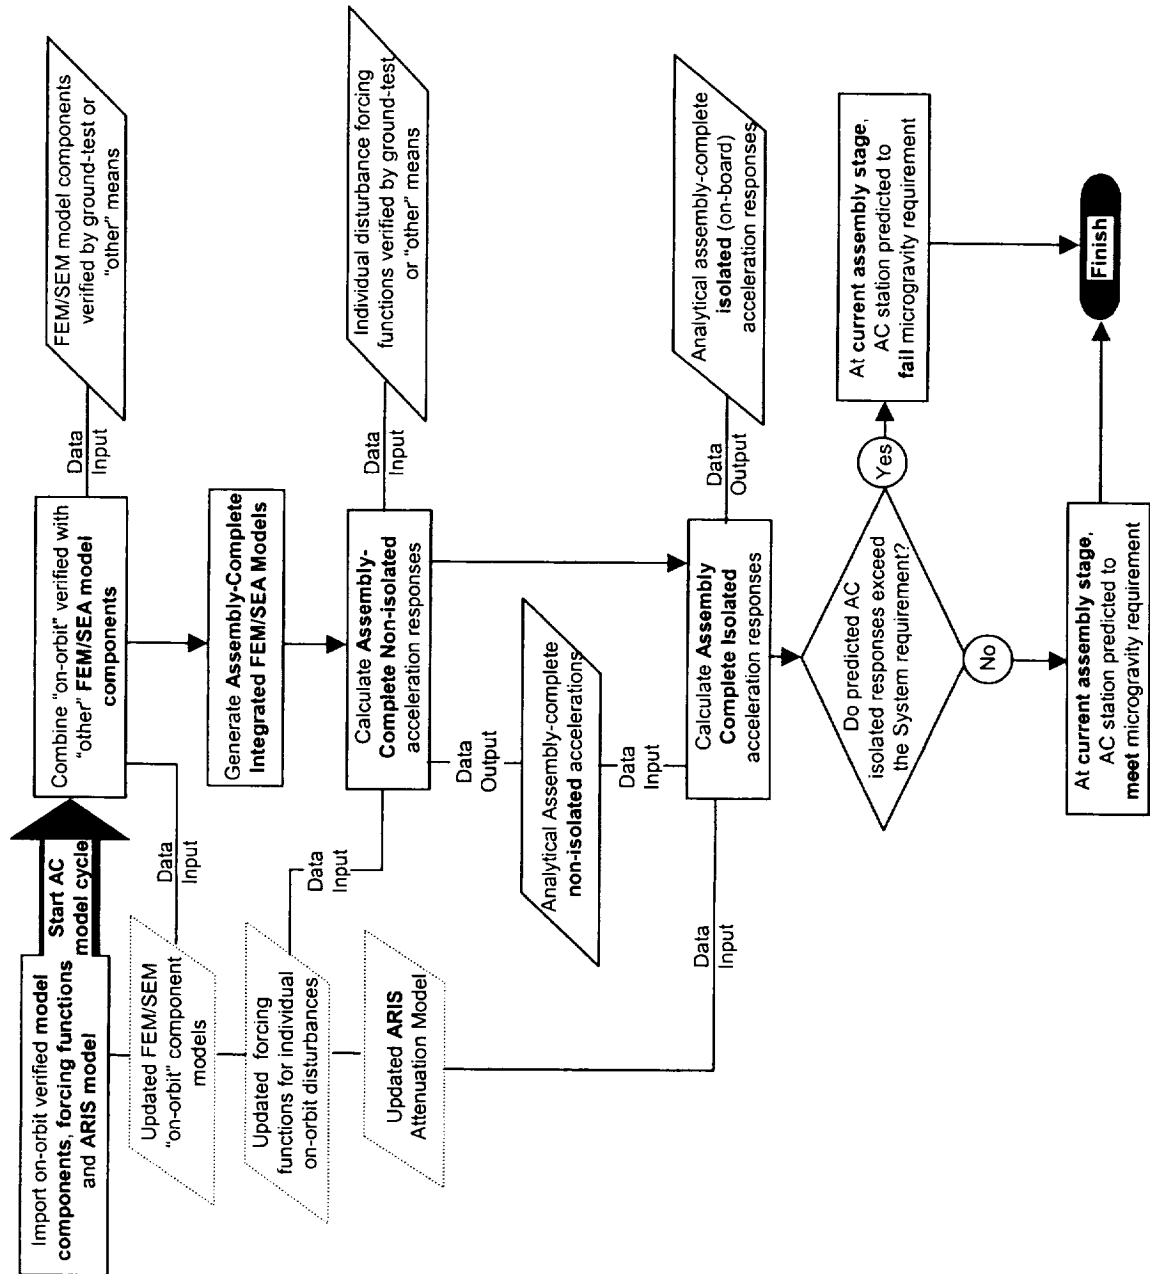 Import on-orbit verified model
components, forcing functions
and ARIS model
Start AC
model cycle
Combine "on-orbit" verified with
"other" FEM/SEA model
components
Data
Input
FEM/SEM model components
verified by ground-test or
"other" means
Updated FEM/SEM
"on-orbit" component
models
Data
Input
Generate Assembly-Complete
Integrated FEM/SEA Models
Updated forcing
functions for individual
on-orbit disturbances
Data
Input
Calculate Assembly-
Complete Non-isolated
acceleration responses
Data
Input
Individual disturbance forcing
functions verified by ground-test
or "other" means
Updated ARIS
Attenuation Model
Data
Output
Analytical Assembly-complete
non-isolated accelerations
Data
Input
Data
Input
Calculate Assembly
Complete Isolated
acceleration responses
Data
Output
Analytical assembly-complete
isolated (on-board)
acceleration responses
Do predicted AC
isolated responses exceed
the System requirement?
Yes
At current assembly stage,
AC station predicted to
fail microgravity requirement
No
At current assembly stage,
AC station predicted to
meet microgravity requirement
Finish